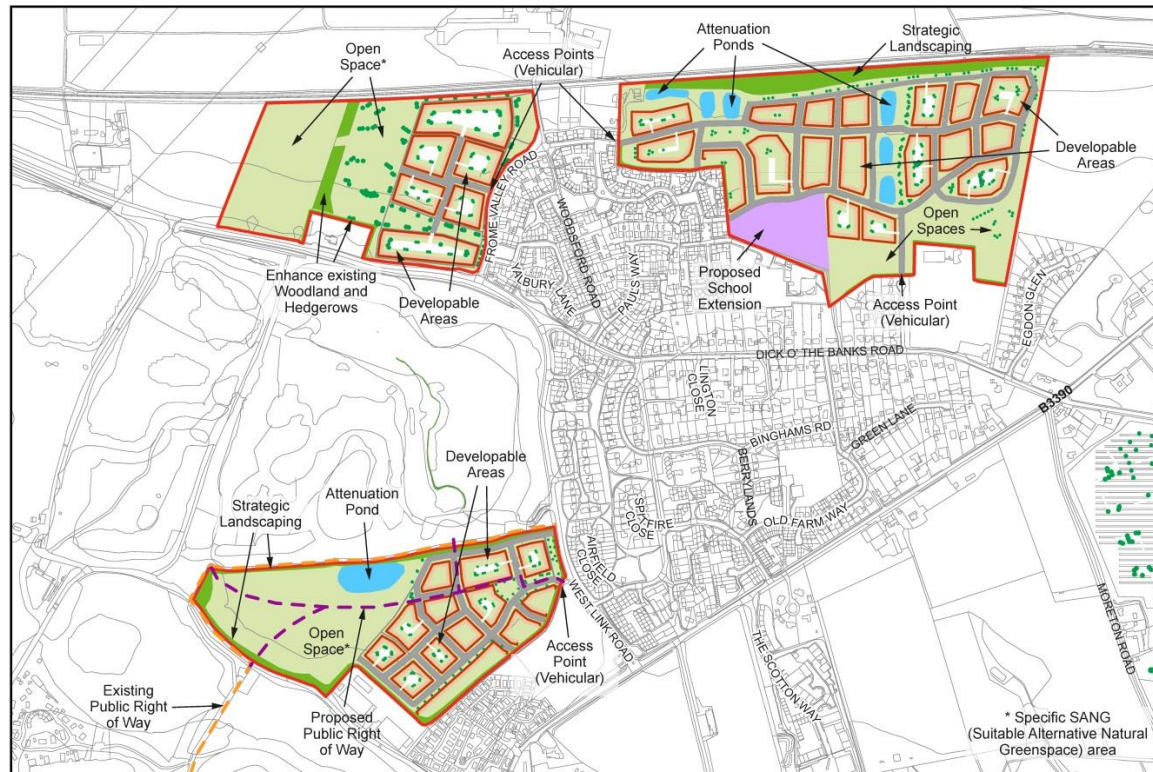 Open
Space*
Access Points
(Vehicular)
Attenuation
Ponds
Strategic
Landscaping
Developable
Areas
FROME VALLEY ROAD
WOODSFORD ROAD
Open
Spaces
Enhance existing
Woodland and
Hedgerows
Developable
Areas
YALBURY LANE
PAUL'S WAY
Proposed
School
Extension
Access Point
(Vehicular)
EGDON GLEN
DICK O' THE BANKS ROAD
LINGTON
CLOSE
B3390
BINGHAMS RD
GREEN LANE
BERRYLANDS
Developable
Areas
Attenuation
Pond
Strategic
Landscaping
SPITFIRE
CLOSE
OLD FARM WAY
AIRFIELD
CLOSE
WEST LINK ROAD
MORETON ROAD
Open
Space*
Access
Point
(Vehicular)
THE SCOTTON WAY
Existing
Public Right
of Way
Proposed
Public Right
of Way
* Specific SANG
(Suitable Alternative Natural
Greenspace) area